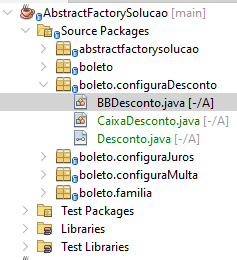 AbstractFactorySolucao [main]
Source Packages
abstractfactorysolucao
boleto
boleto.configuraDesconto
BBDesconto.java [-/A]
CaixaDesconto.java [-/A]
Desconto.java [-/A]
boleto.configuraJuros
boleto.configuraMulta
boleto.familia
Test Packages
Libraries
Test Libraries